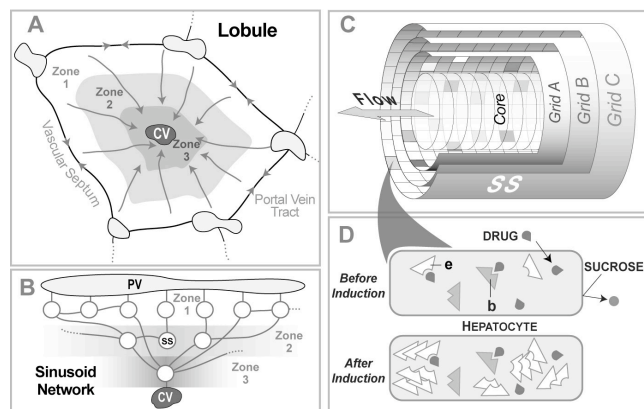 A
Lobule
Zone
1
Zone
2
CV
Zone
3
Vascular Septum
Portal Vein
Tract
B
PV
Zone
1
SS
Zone
2
Sinusoid
Network
Zone
3
CV
C
Flow
Core
Grid A
Grid B
Grid C
SS
D
DRUG
SUCROSE
Before
Induction
e
b
HEPATOCYTE
After
Induction